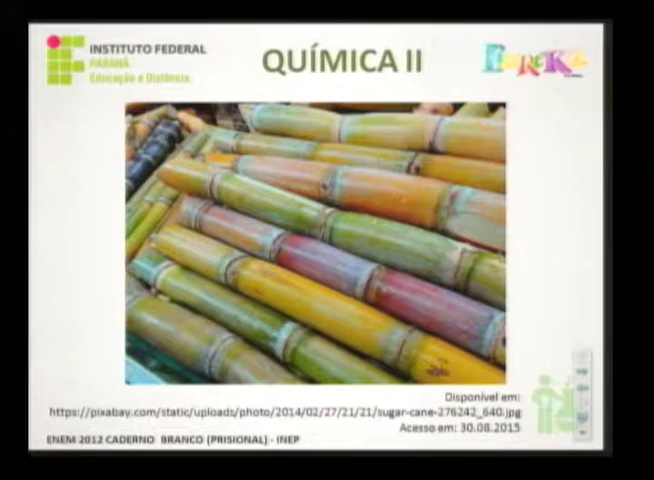 INSTITUTO FEDERAL
PARANÁ
Educação a Distância
QUÍMICA II
EUREKA
Disponível em:
https://pixabay.com/static/uploads/photo/2014/02/27/21/21/sugar-cane-276242_640.jpg
Acesso em: 30.08.2015
ENEM 2012 CADERNO BRANCO (PRISIONAL) - INEP